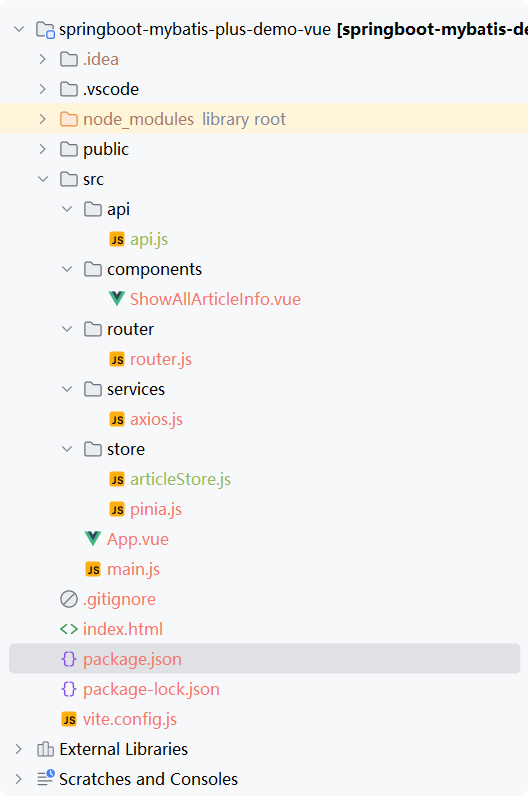 springboot-mybatis-plus-demo-vue [springboot-mybatis-de
.idea
.vscode
node_modules library root
public
src
api
JS api.js
components
ShowAllArticleInfo.vue
router
JS router.js
services
JS axios.js
store
JS articleStore.js
JS pinia.js
App.vue
JS main.js
.gitignore
<> index.html
{} package.json
{} package-lock.json
JS vite.config.js
External Libraries
Scratches and Consoles